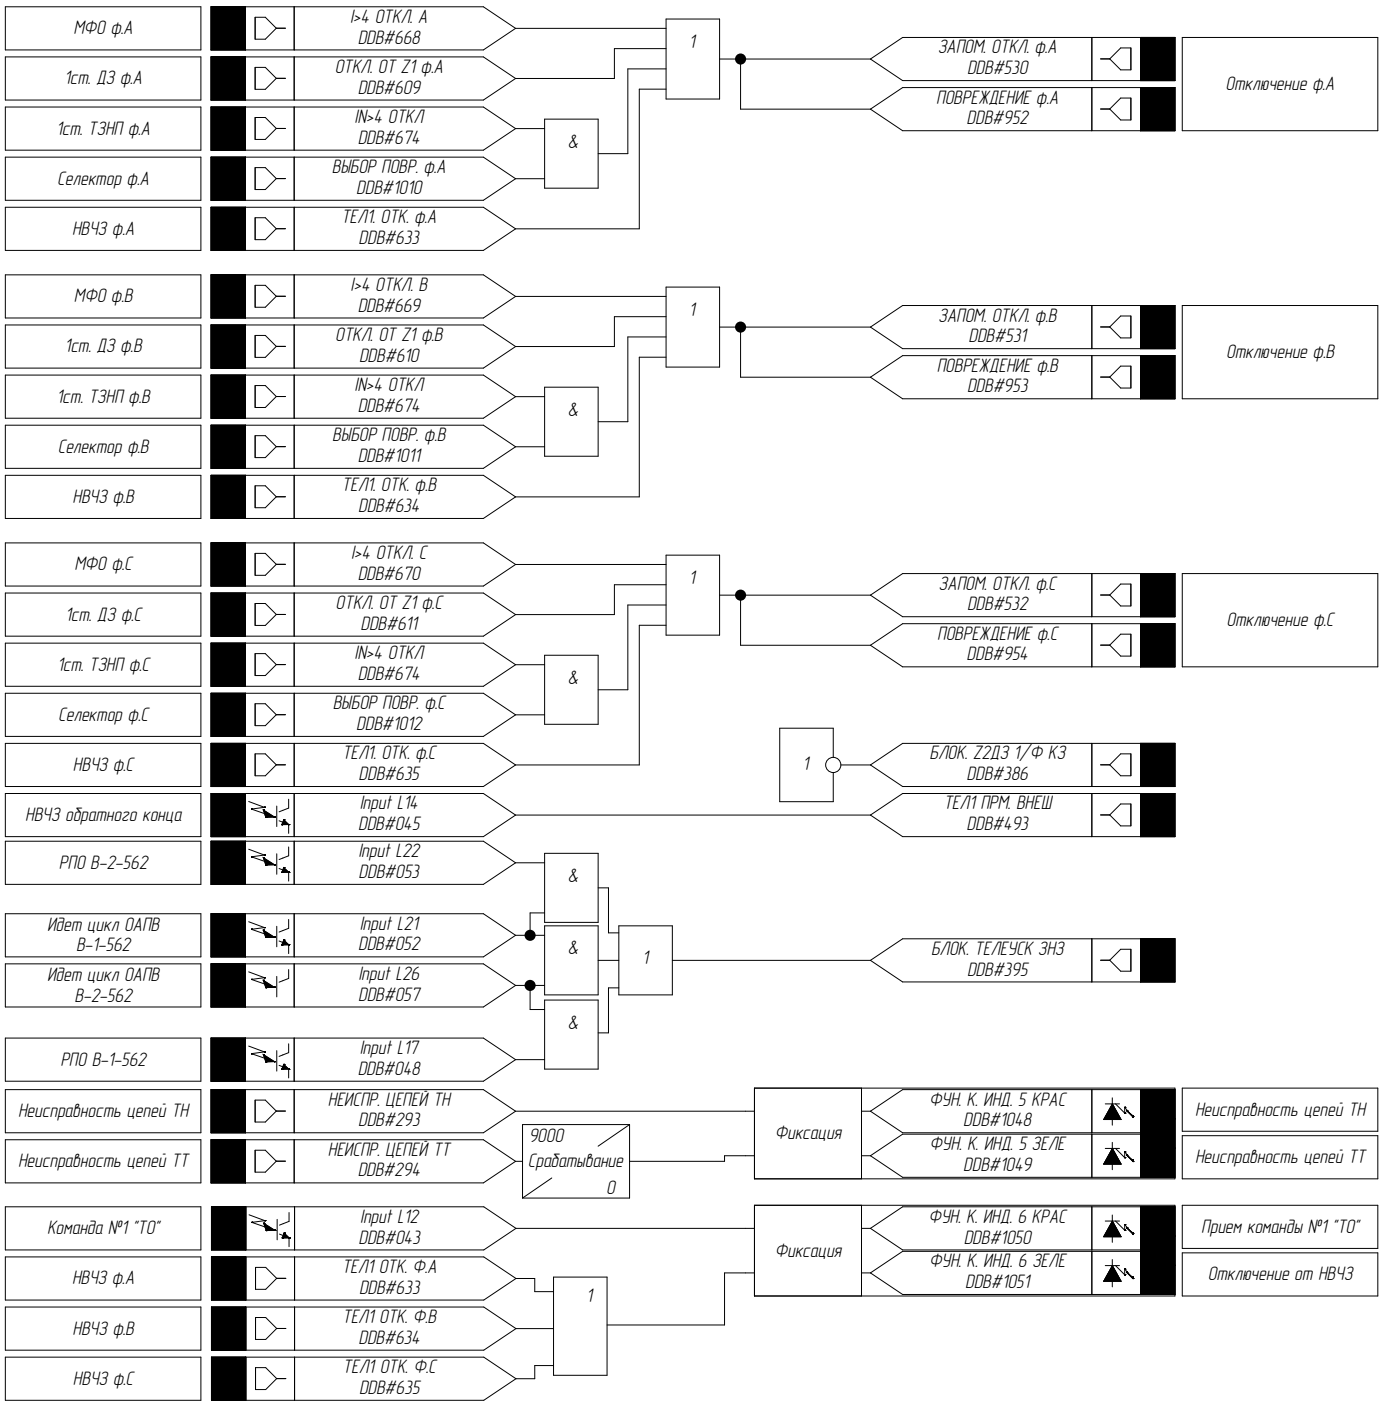 МФО ф.А
I>4 ОТКЛ. А
DDB#668
1
ЗАПОМ. ОТКЛ. ф.А
DDB#530
Отключение ф.А
1ст. ДЗ ф.А
ОТКЛ. ОТ Z1 ф.А
DDB#609
ПОВРЕЖДЕНИЕ ф.А
DDB#952
1ст. ТЗНП ф.А
IN>4 ОТКЛ
DDB#674
&
Селектор ф.А
ВЫБОР ПОВР. ф.А
DDB#1010
НВЧЗ ф.А
ТЕЛ1. ОТК. ф.А
DDB#633
МФО ф.В
I>4 ОТКЛ. В
DDB#669
1
ЗАПОМ. ОТКЛ. ф.В
DDB#531
Отключение ф.В
1ст. ДЗ ф.В
ОТКЛ. ОТ Z1 ф.В
DDB#610
ПОВРЕЖДЕНИЕ ф.В
DDB#953
1ст. ТЗНП ф.В
IN>4 ОТКЛ
DDB#674
&
Селектор ф.В
ВЫБОР ПОВР. ф.В
DDB#1011
НВЧЗ ф.В
ТЕЛ1. ОТК. ф.В
DDB#634
МФО ф.С
I>4 ОТКЛ. С
DDB#670
1
ЗАПОМ. ОТКЛ. ф.С
DDB#532
Отключение ф.С
1ст. ДЗ ф.С
ОТКЛ. ОТ Z1 ф.С
DDB#611
ПОВРЕЖДЕНИЕ ф.С
DDB#954
1ст. ТЗНП ф.С
IN>4 ОТКЛ
DDB#674
&
Селектор ф.С
ВЫБОР ПОВР. ф.С
DDB#1012
НВЧЗ ф.С
ТЕЛ1. ОТК. ф.С
DDB#635
1
БЛОК. Z2ДЗ 1/Ф КЗ
DDB#386
НВЧЗ обратного конца
Input L14
DDB#045
ТЕЛ1 ПРМ. ВНЕШ
DDB#493
РПО В-2-562
Input L22
DDB#053
&
Идет цикл ОАПВ
В-1-562
Input L21
DDB#052
&
1
БЛОК. ТЕЛЕУСК ЗНЗ
DDB#395
Идет цикл ОАПВ
В-2-562
Input L26
DDB#057
&
РПО В-1-562
Input L17
DDB#048
Неисправность цепей ТН
НЕИСПР. ЦЕПЕЙ ТН
DDB#293
Фиксация
ФУН. К. ИНД. 5 КРАС
DDB#1048
Неисправность цепей ТН
Неисправность цепей ТТ
НЕИСПР. ЦЕПЕЙ ТТ
DDB#294
9000
Срабатывание
0
ФУН. К. ИНД. 5 ЗЕЛЕ
DDB#1049
Неисправность цепей ТТ
Команда №1 "ТО"
Input L12
DDB#043
Фиксация
ФУН. К. ИНД. 6 КРАС
DDB#1050
Прием команды №1 "ТО"
НВЧЗ ф.А
ТЕЛ1 ОТК. Ф.А
DDB#633
1
ФУН. К. ИНД. 6 ЗЕЛЕ
DDB#1051
Отключение от НВЧЗ
НВЧЗ ф.В
ТЕЛ1 ОТК. Ф.В
DDB#634
НВЧЗ ф.С
ТЕЛ1 ОТК. Ф.С
DDB#635